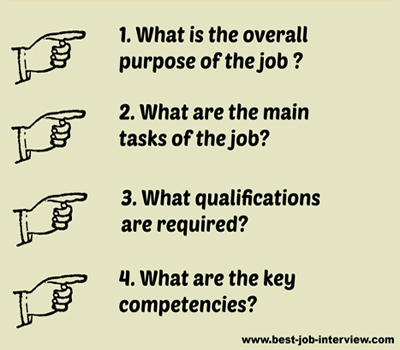 1. What is the overall
purpose of the job ?
2. What are the main
tasks of the job?
3. What qualifications
are required?
4. What are the key
competencies?
www.best-job-interview.com